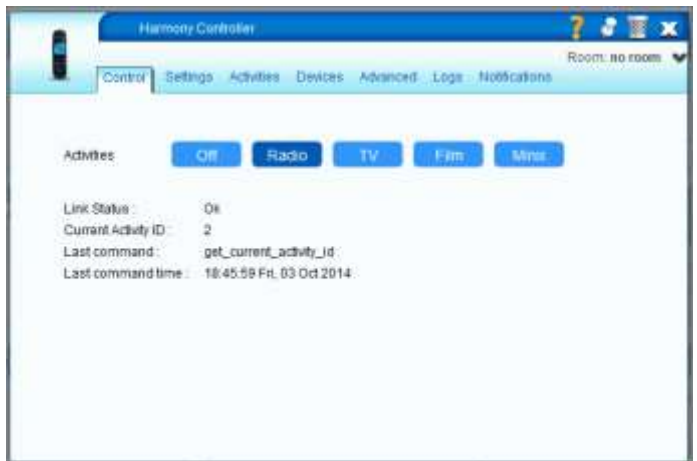 Harmony Controller
Room: no room
Control Settings Activities Devices Advanced Logs Notifications
Activities Off Radio TV Film Minix
Link Status : Ok
Current Activity ID : 2
Last command : get_current_activity_id
Last command time : 18:45:59 Fri, 03 Oct 2014